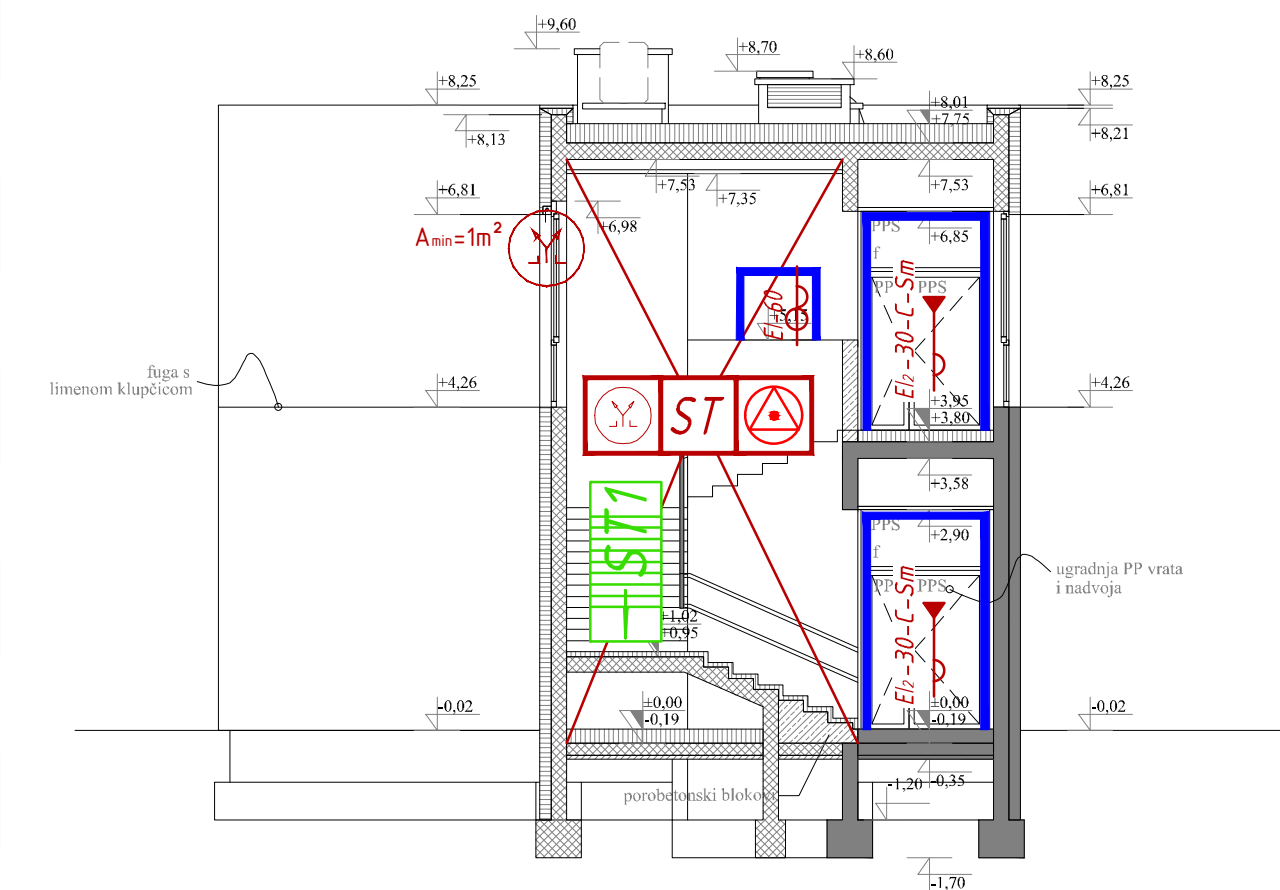 +9,60
+8,70
+8,60
+8,25
+8,25
+8,01
+7,75
+8,13
+8,21
+7,53
+7,35
+7,53
+6,81
+6,81
+6,98
Amin=1m²
PPS
+6,85
f
PP
PPS
EI2-30-C-Sm
EI-60
fuga s
limenom klupčicom
+4,26
+4,26
+3,95
+3,80
ST
+3,58
ST1
PPS
+2,90
f
PP
PPS
EI2-30-C-Sm
ugradnja PP vrata
i nadvoja
+1,02
+0,95
-0,02
±0,00
-0,19
±0,00
-0,19
-0,02
-0,35
-1,20
porobetonski blokovi
-1,70